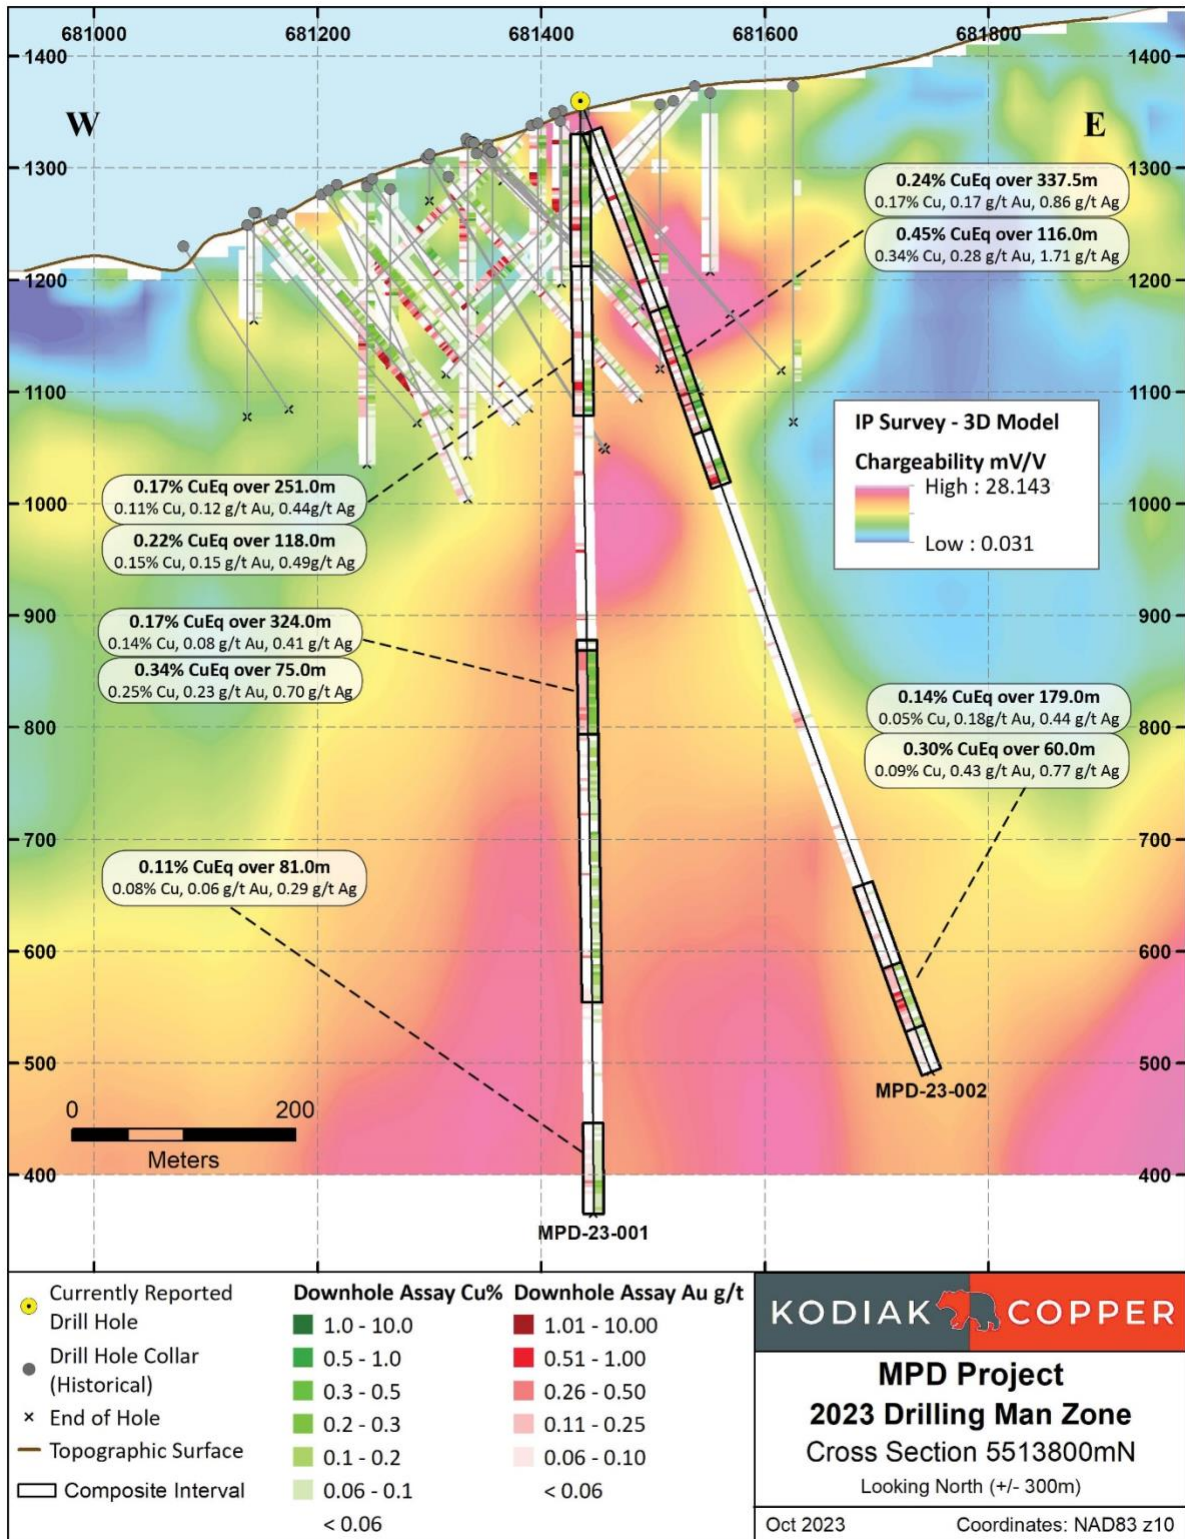 681000 681200 681400 681600 681800
1400 1400
W E
1300 1300
0.24% CuEq over 337.5m
0.17% Cu, 0.17 g/t Au, 0.86 g/t Ag
0.45% CuEq over 116.0m
0.34% Cu, 0.28 g/t Au, 1.71 g/t Ag
1200 1200
1100 1100
IP Survey - 3D Model
Chargeability mV/V
High : 28.143
Low : 0.031
0.17% CuEq over 251.0m
0.11% Cu, 0.12 g/t Au, 0.44g/t Ag
1000 1000
0.22% CuEq over 118.0m
0.15% Cu, 0.15 g/t Au, 0.49g/t Ag
900 900
0.17% CuEq over 324.0m
0.14% Cu, 0.08 g/t Au, 0.41 g/t Ag
0.34% CuEq over 75.0m
0.25% Cu, 0.23 g/t Au, 0.70 g/t Ag
0.14% CuEq over 179.0m
0.05% Cu, 0.18g/t Au, 0.44 g/t Ag
800 800
0.30% CuEq over 60.0m
0.09% Cu, 0.43 g/t Au, 0.77 g/t Ag
700 700
0.11% CuEq over 81.0m
0.08% Cu, 0.06 g/t Au, 0.29 g/t Ag
600 600
500 500
MPD-23-002
0 200
Meters
400 400
MPD-23-001
Currently Reported
Drill Hole
Drill Hole Collar
(Historical)
End of Hole
Topographic Surface
Composite Interval
Downhole Assay Cu%
1.0 - 10.0
0.5 - 1.0
0.3 - 0.5
0.2 - 0.3
0.1 - 0.2
0.06 - 0.1
< 0.06
Downhole Assay Au g/t
1.01 - 10.00
0.51 - 1.00
0.26 - 0.50
0.11 - 0.25
0.06 - 0.10
< 0.06
KODIAK COPPER
MPD Project
2023 Drilling Man Zone
Cross Section 5513800mN
Looking North (+/- 300m)
Oct 2023 Coordinates: NAD83 z10